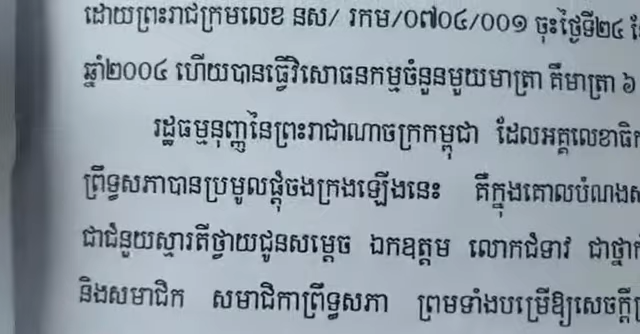 ដោយព្រះរាជក្រមលេខ នស/ រកម/០៧០៤/០០១ ចុះថ្ងៃទី២៤
ឆ្នាំ២០០៤ ហើយបានធ្វើវិសោធនកម្មចំនួនមួយមាត្រា គឺមាត្រា ៦
រដ្ឋធម្មនុញ្ញនៃព្រះរាជាណាចក្រកម្ពុជា ដែលអគ្គលេខាធិ
ព្រឹទ្ធសភាបានប្រមូលផ្តុំចងក្រងឡើងនេះ គឺក្នុងគោលបំណង
ជាជំនួយស្មារតីថ្វាយជូនសម្តេច ឯកឧត្តម លោកជំទាវ ជាថ្នាក់
និងសមាជិក សមាជិកាព្រឹទ្ធសភា ព្រមទាំងបម្រើឱ្យសេចក្តី